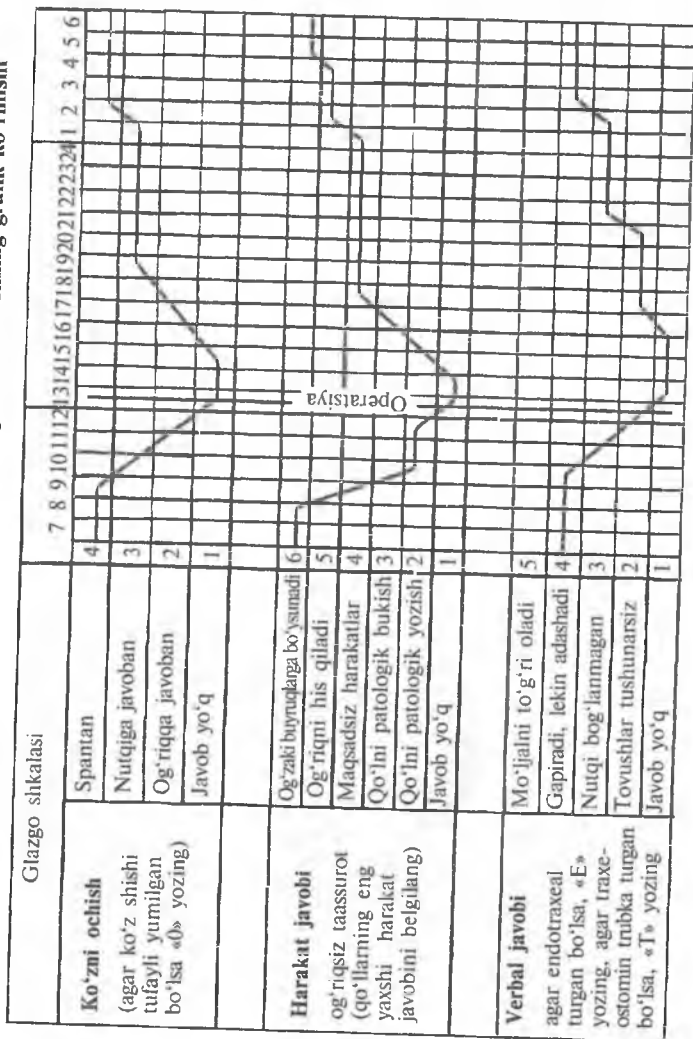 ning grafik ko'rinishi
Glazgo shkalasi
7 8 9 10 11 12 13 14 15 16 17 18 19 20 21 22 23 24 1 2 3 4 5 6
Ko'zni ochish
(agar ko'z shishi
tufayli yumilgan
bo'lsa «0» yozing)
Spantan 4
Nutqiga javoban 3
Og'riqqa javoban 2
Javob yo'q 1
Harakat javobi
og'riqsiz taassurot
(qo'llarning eng
yaxshi harakat
javobini belgilang)
Og'zaki buyruqlarga bo'ysunadi 6
Og'riqni his qiladi 5
Maqsadsiz harakatlar 4
Qo'lni patologik bukish 3
Qo'lni patologik yozish 2
Javob yo'q 1
Operatsiya
Verbal javobi
agar endotraxeal
turgan bo'lsa, «E»
yozing, agar traxe-
ostomin trubka turgan
bo'lsa, «T» yozing
Mo'ljalni to'g'ri oladi 5
Gapiradi, lekin adashadi 4
Nutqi bog'lanmagan 3
Tovushlar tushunarsiz 2
Javob yo'q 1